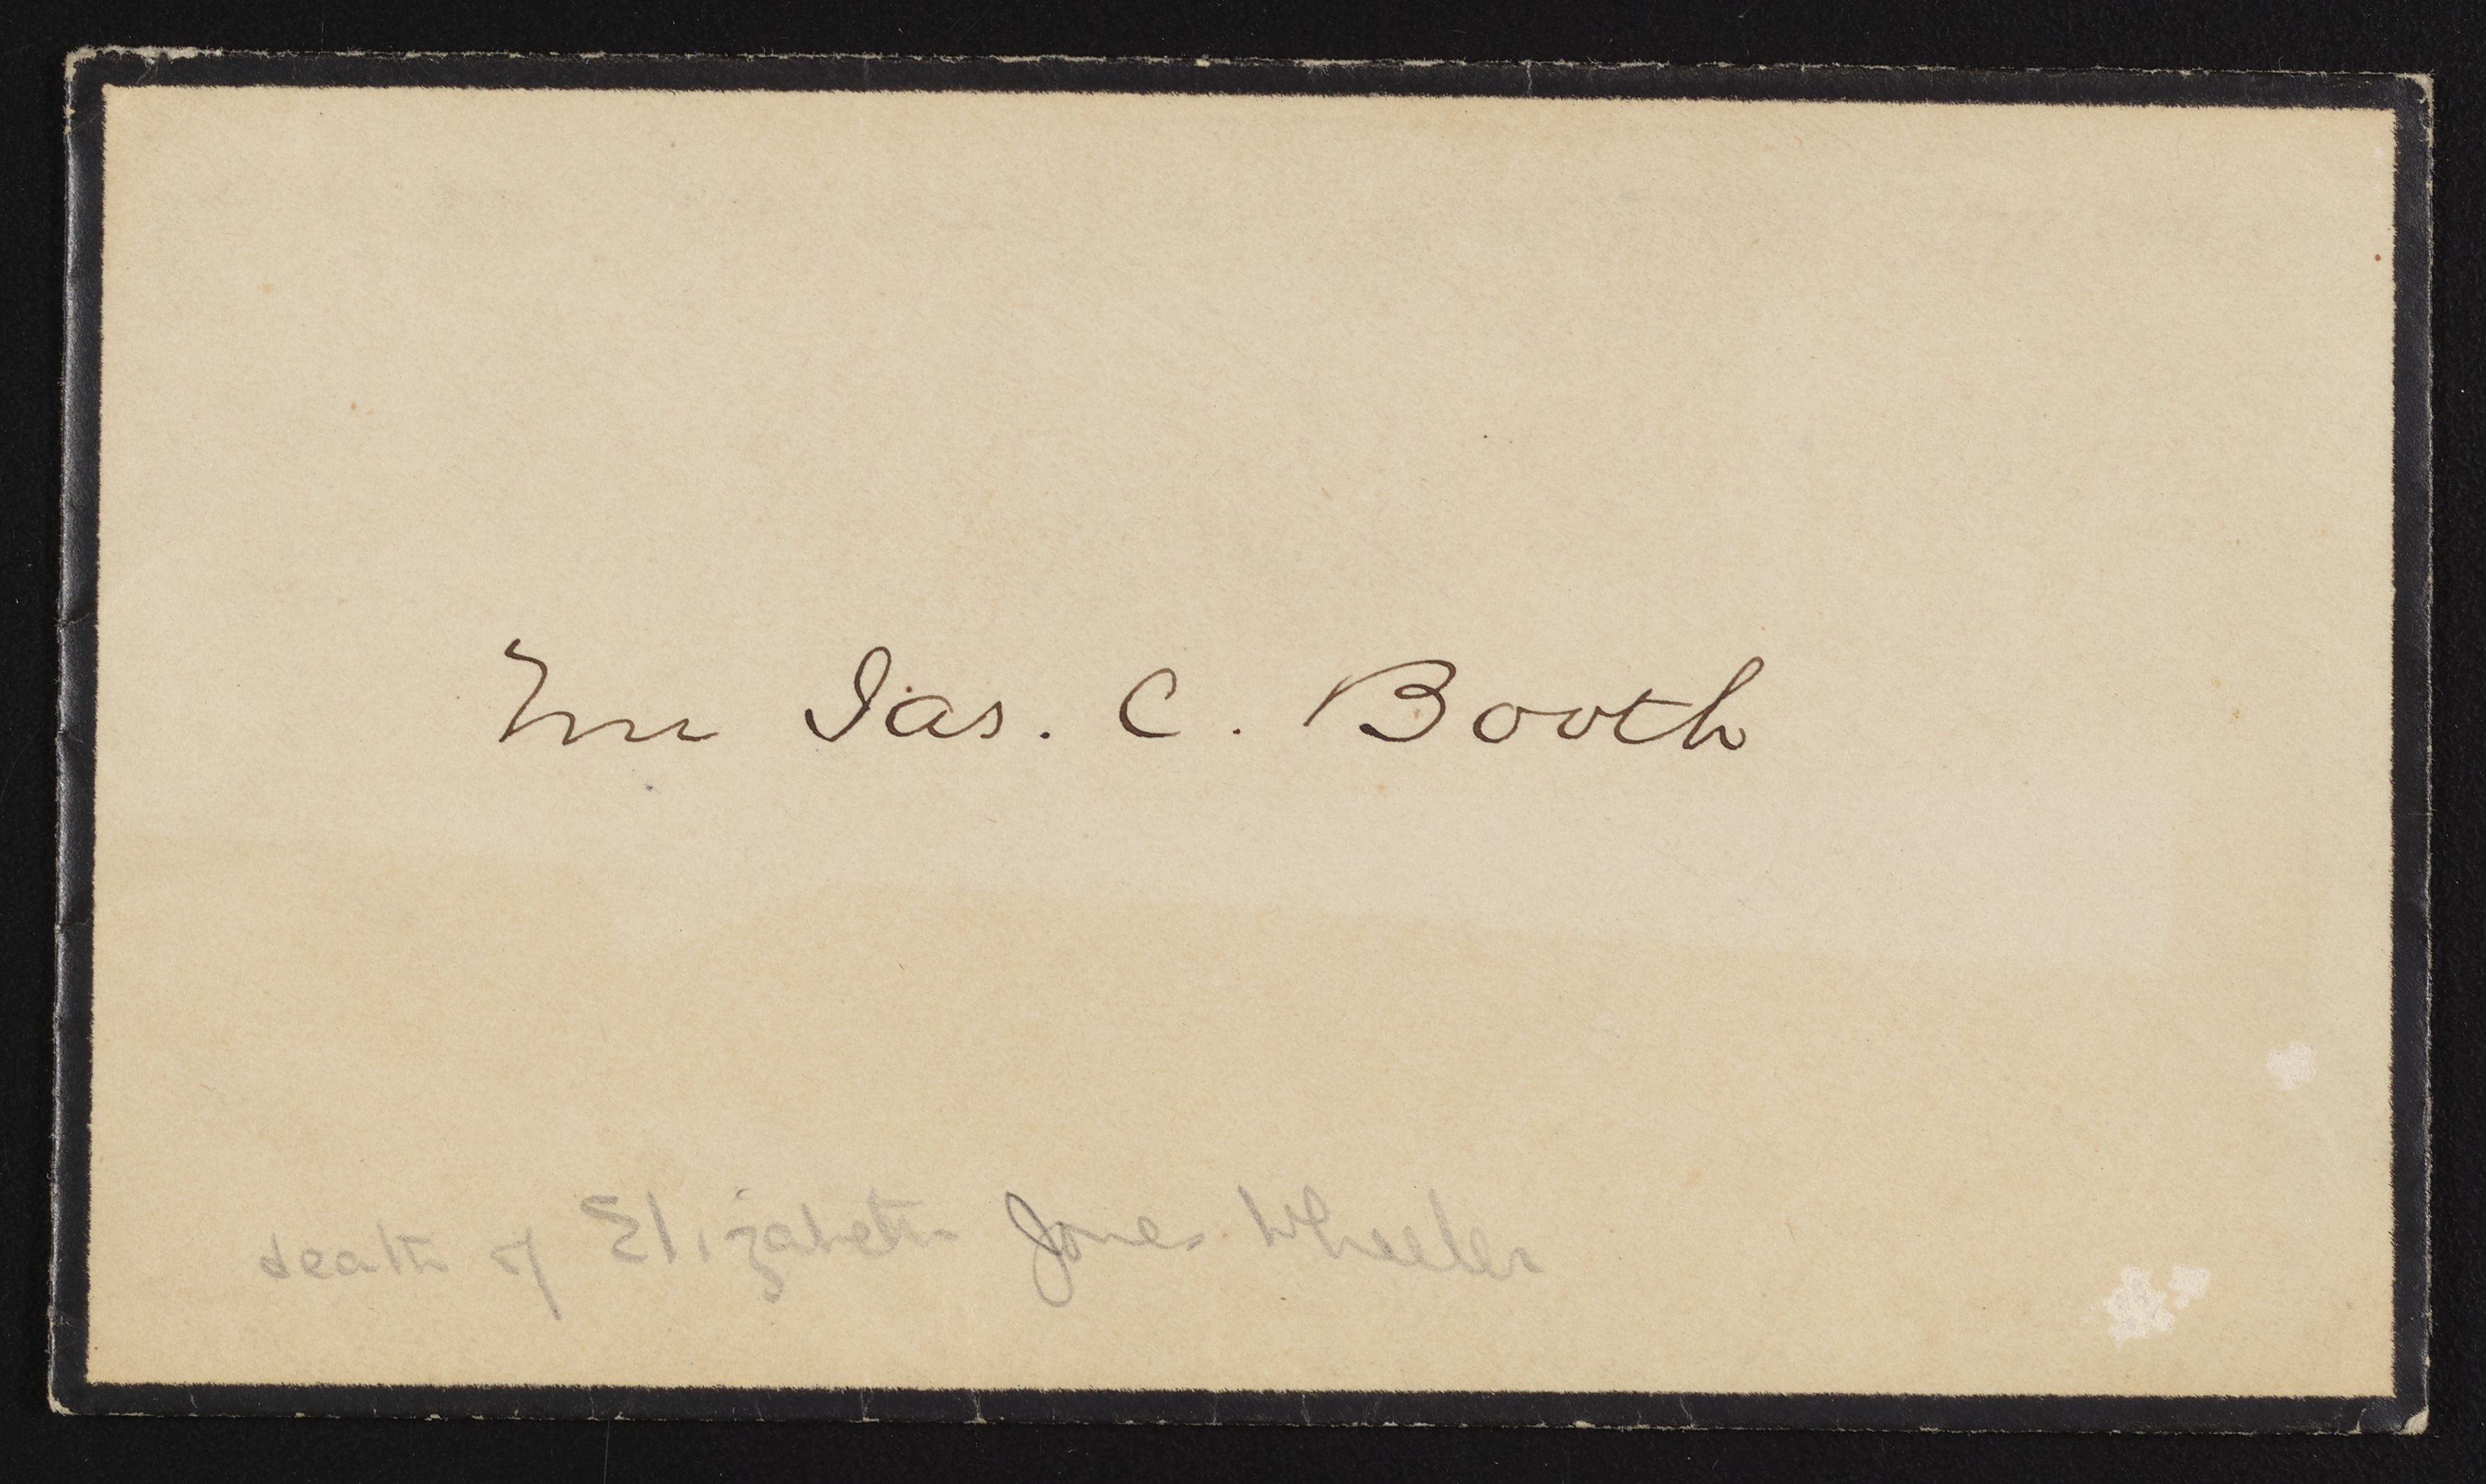 Mr Jas. C. Booth
death of Elizabeth Jones Wheeler